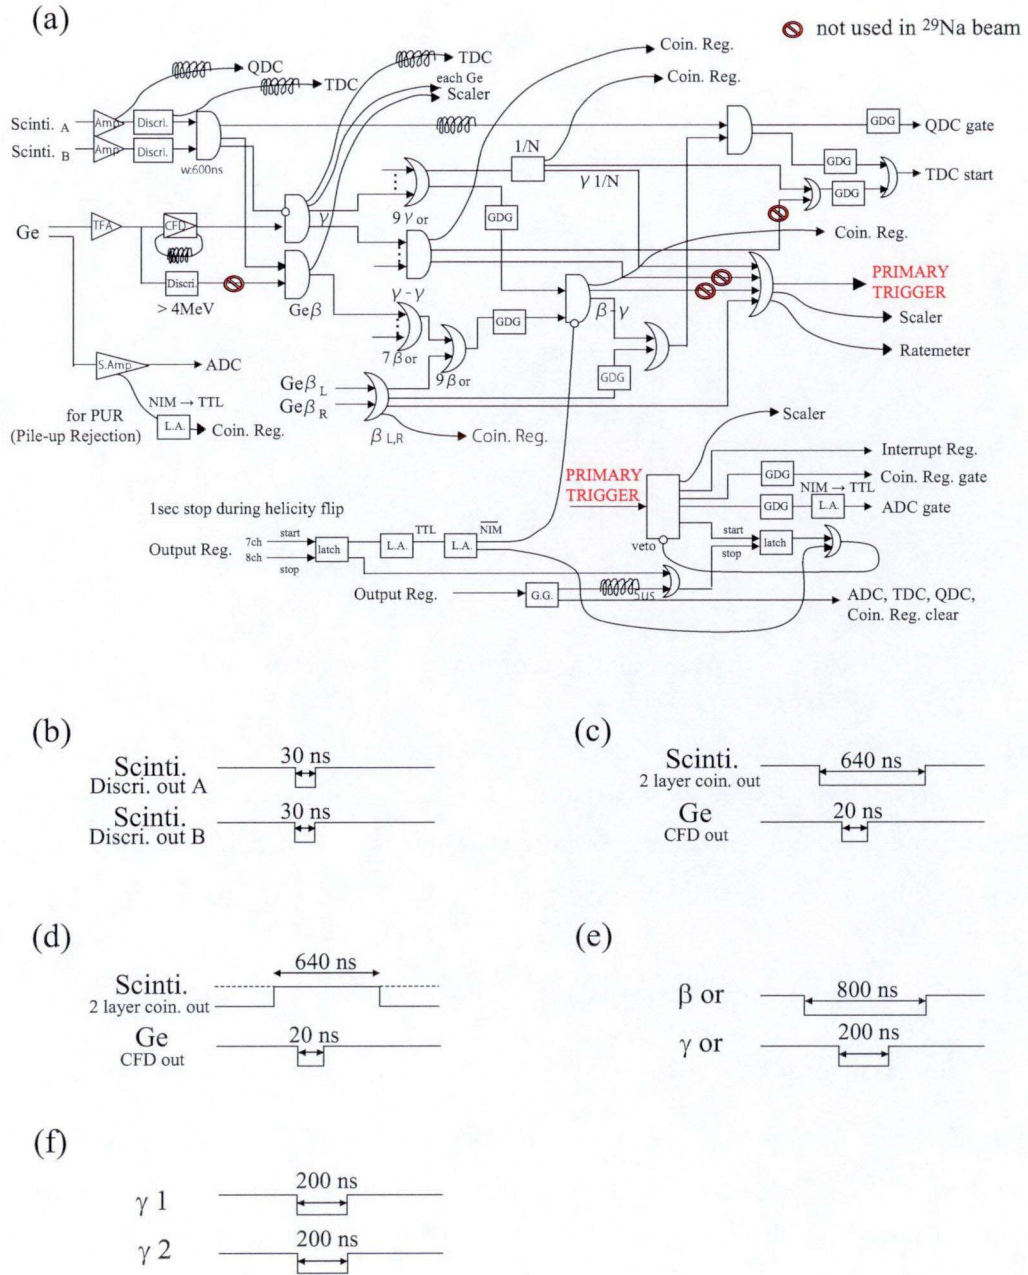 (a)
not used in ²⁹Na beam
Scinti. A
Scinti. B
Amp
Amp
Discri.
Discri.
QDC
TDC
w:600ns
TDC
each Ge
Scaler
Coin. Reg.
Coin. Reg.
Ge
TFA
CFD
Discri.
> 4MeV
S.Amp
ADC
for PUR
(Pile-up Rejection)
NIM → TTL
L.A.
Coin. Reg.
γ
Geβ
9γor
γ-γ
7βor
9βor
GDG
GDG
1/N
γ 1/N
β-γ
GDG
Geβ L
Geβ R
β L,R
Coin. Reg.
GDG
QDC gate
GDG
GDG
TDC start
Coin. Reg.
PRIMARY
TRIGGER
Scaler
Ratemeter
1sec stop during helicity flip
Output Reg.
7ch
8ch
start
stop
latch
L.A.
TTL
L.A.
NIM
PRIMARY
TRIGGER
veto
Scaler
Interrupt Reg.
GDG
Coin. Reg. gate
GDG
NIM → TTL
L.A.
ADC gate
start
stop
latch
Output Reg.
G.G.
5us
ADC, TDC, QDC,
Coin. Reg. clear
(b)
Scinti.
Discri. out A
30 ns
Scinti.
Discri. out B
30 ns
(c)
Scinti.
2 layer coin. out
640 ns
Ge
CFD out
20 ns
(d)
Scinti.
2 layer coin. out
640 ns
Ge
CFD out
20 ns
(e)
β or
800 ns
γ or
200 ns
(f)
γ 1
200 ns
γ 2
200 ns